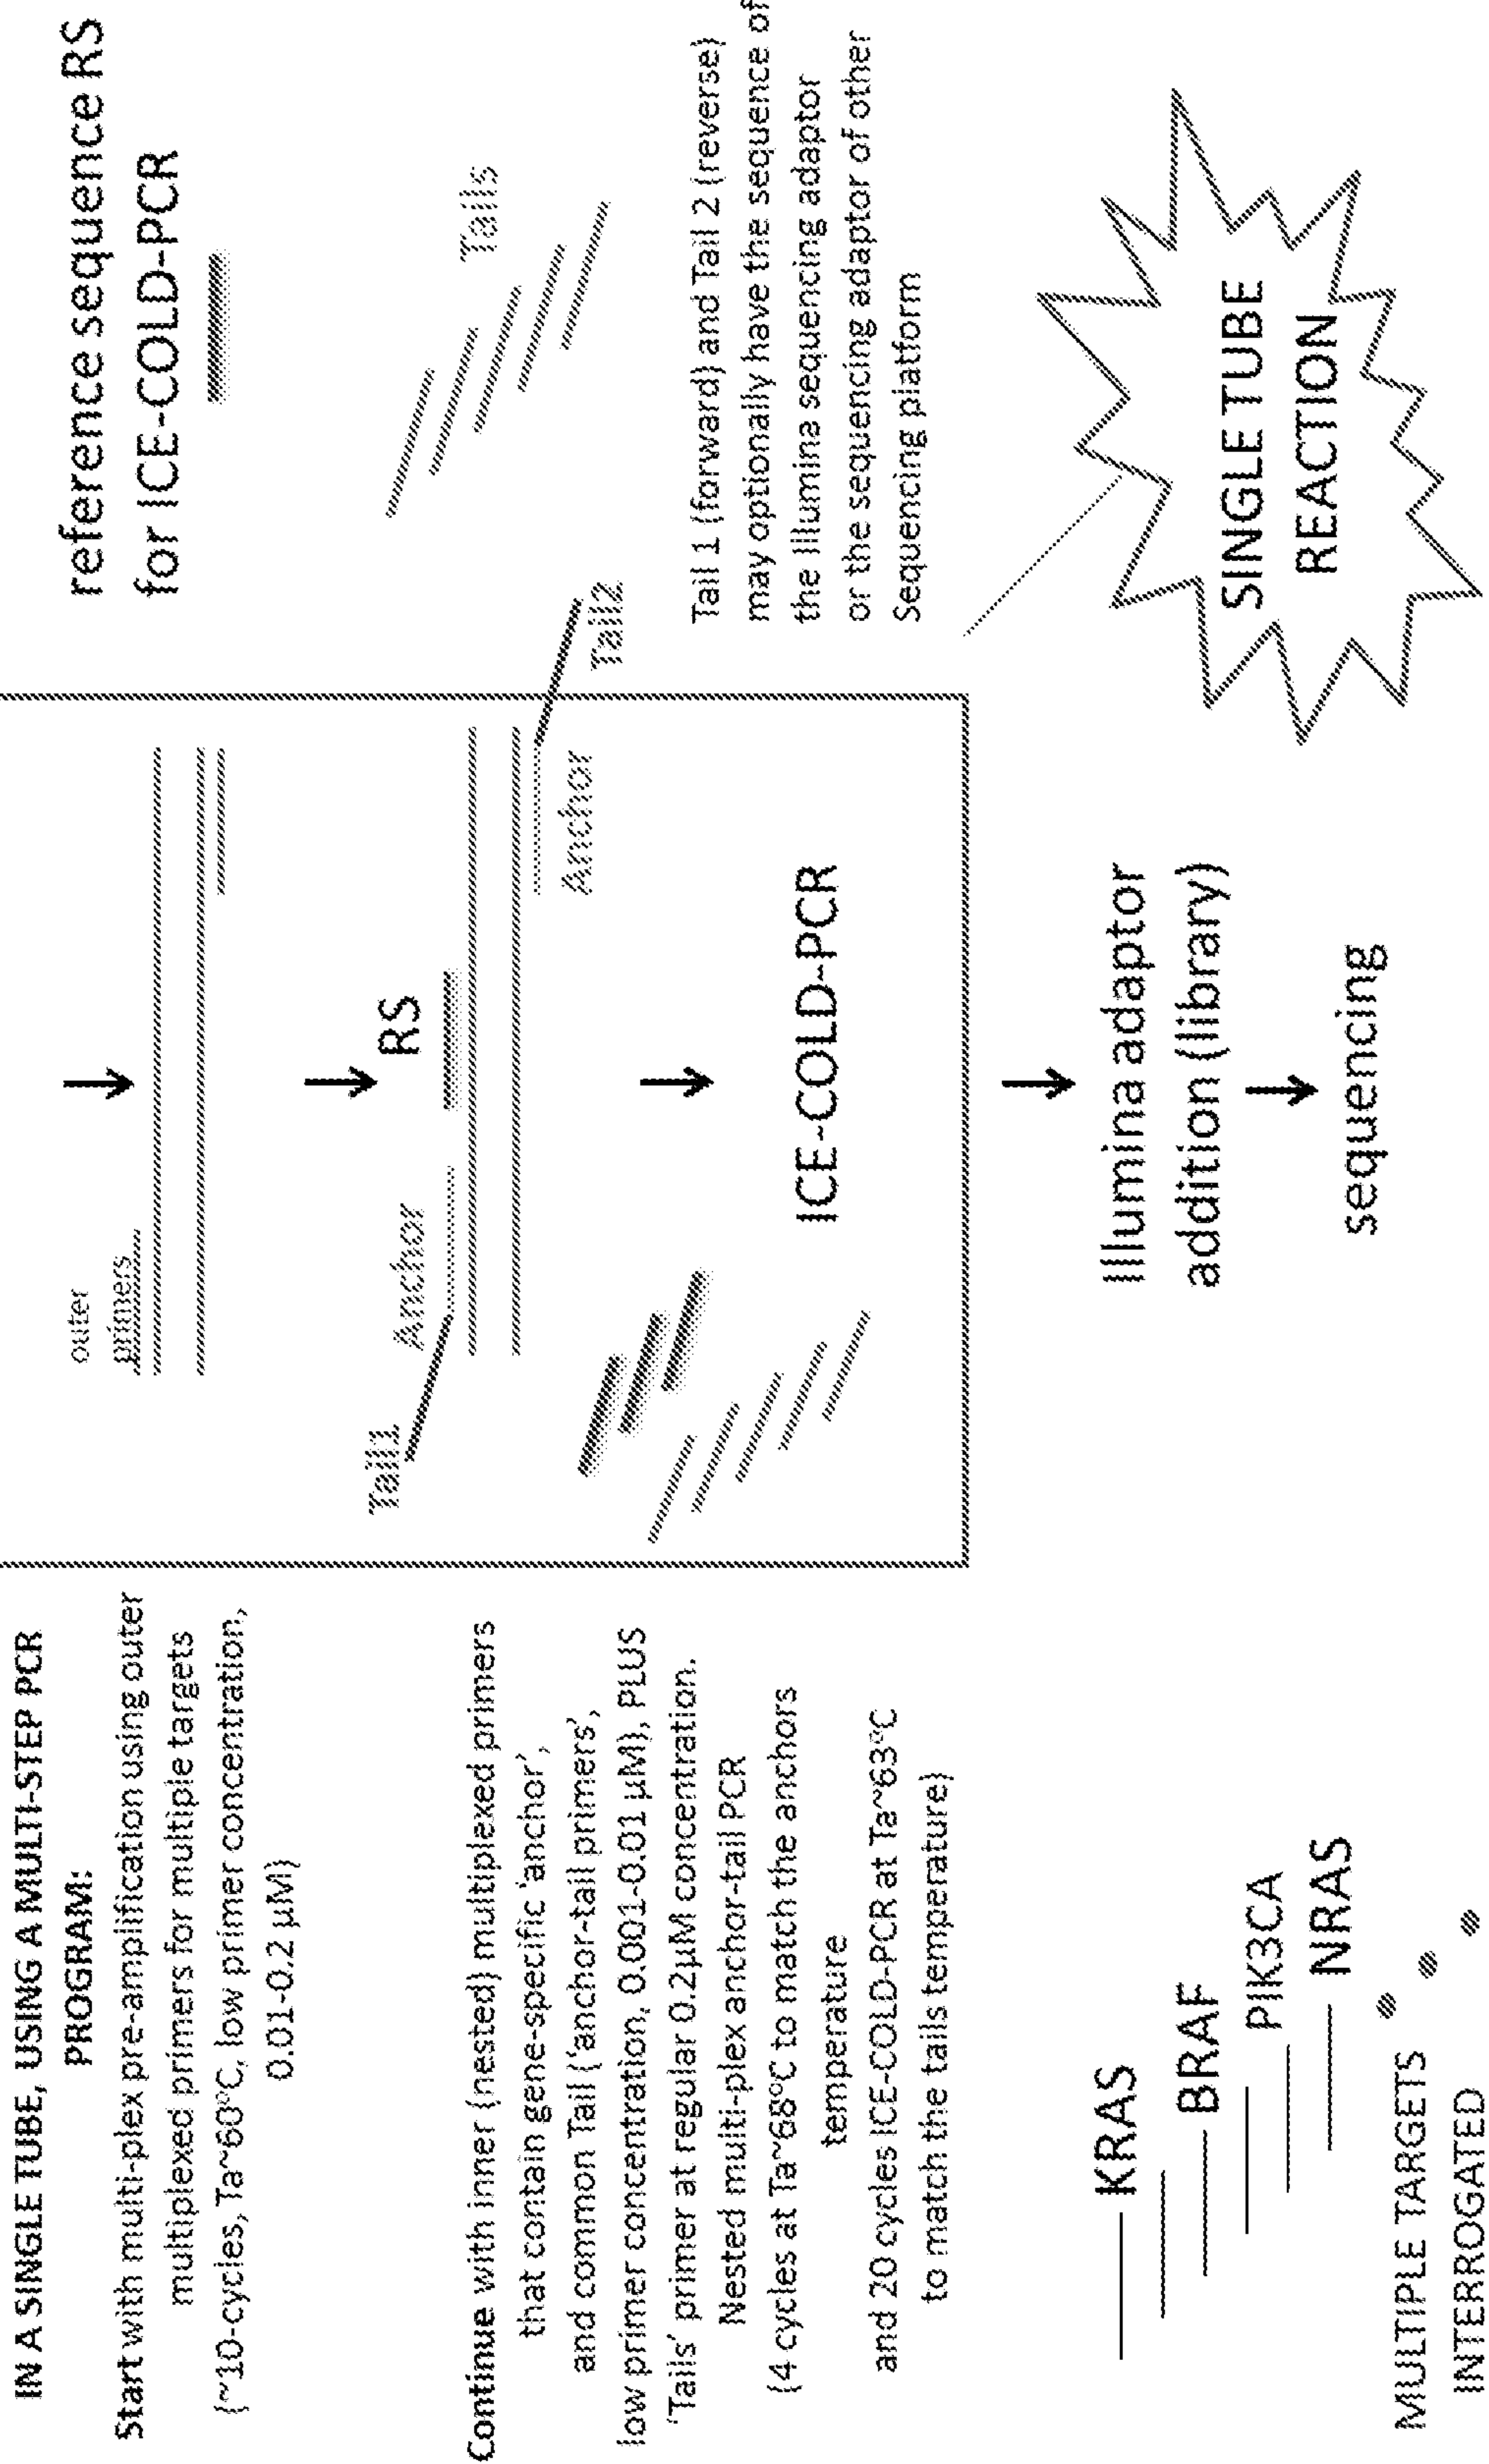 IN A SINGLE TUBE, USING A MULTI-STEP PCR
PROGRAM:
Start with multi-plex pre-amplification using outer
multiplexed primers for multiple targets
(~10-cycles, Ta~60ºC, low primer concentration,
0.01-0.2 µM)
Continue with inner (nested) multiplexed primers
that contain gene-specific 'anchor',
and common Tail ('anchor-tail primers',
low primer concentration, 0.001-0.01 µM), PLUS
'Tails' primer at regular 0.2µM concentration.
Nested multi-plex anchor-tail PCR
(4 cycles at Ta~68ºC to match the anchors
temperature
and 20 cycles ICE-COLD-PCR at Ta~63ºC
to match the tails temperature)
KRAS
BRAF
PIK3CA
NRAS
MULTIPLE TARGETS
INTERROGATED
outer
primers
RS
Tail1
Anchor
Anchor
Tail2
ICE-COLD-PCR
Illumina adaptor
addition (library)
sequencing
reference sequence RS
for ICE-COLD-PCR
Tails
Tail 1 (forward) and Tail 2 (reverse)
may optionally have the sequence of
the Illumina sequencing adaptor
or the sequencing adaptor of other
Sequencing platform
SINGLE TUBE
REACTION